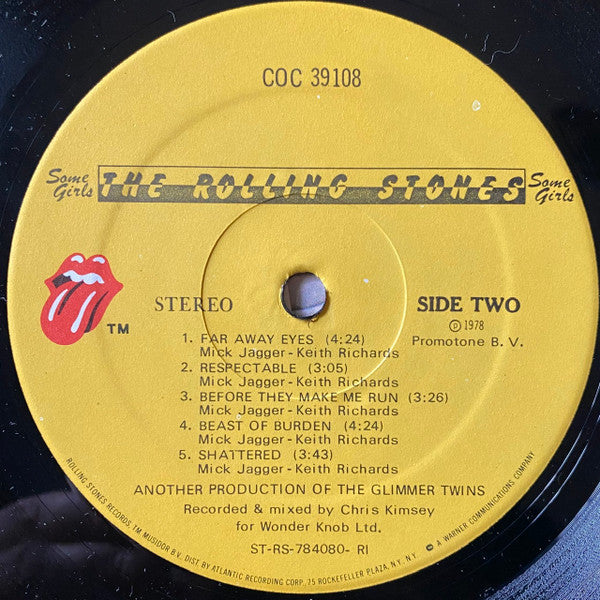 COC 39108
Some Girls
THE ROLLING STONES
Some Girls
TM
STEREO
SIDE TWO
Ⓟ 1978
Promotone B. V.
1. FAR AWAY EYES (4:24)
Mick Jagger-Keith Richards
2. RESPECTABLE (3:05)
Mick Jagger-Keith Richards
3. BEFORE THEY MAKE ME RUN (3:26)
Mick Jagger-Keith Richards
4. BEAST OF BURDEN (4:24)
Mick Jagger-Keith Richards
5. SHATTERED (3:43)
Mick Jagger-Keith Richards
ANOTHER PRODUCTION OF THE GLIMMER TWINS
Recorded & mixed by Chris Kimsey
for Wonder Knob Ltd.
ST-RS-784080- RI
ROLLING STONES RECORDS, TM MUSIDOR B.V. DIST BY ATLANTIC RECORDING CORP., 75 ROCKEFELLER PLAZA, N.Y. N.Y. A WARNER COMMUNICATIONS COMPANY